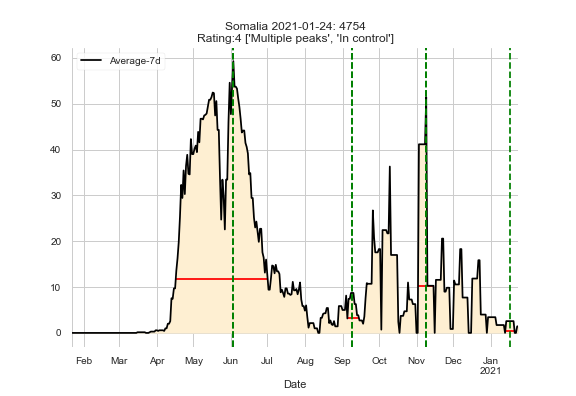 Somalia 2021-01-24: 4754
Rating:4 ['Multiple peaks', 'In control']
Average-7d
60
50
40
30
20
10
0
Feb Mar Apr May Jun Jul Aug Sep Oct Nov Dec Jan
2021
Date